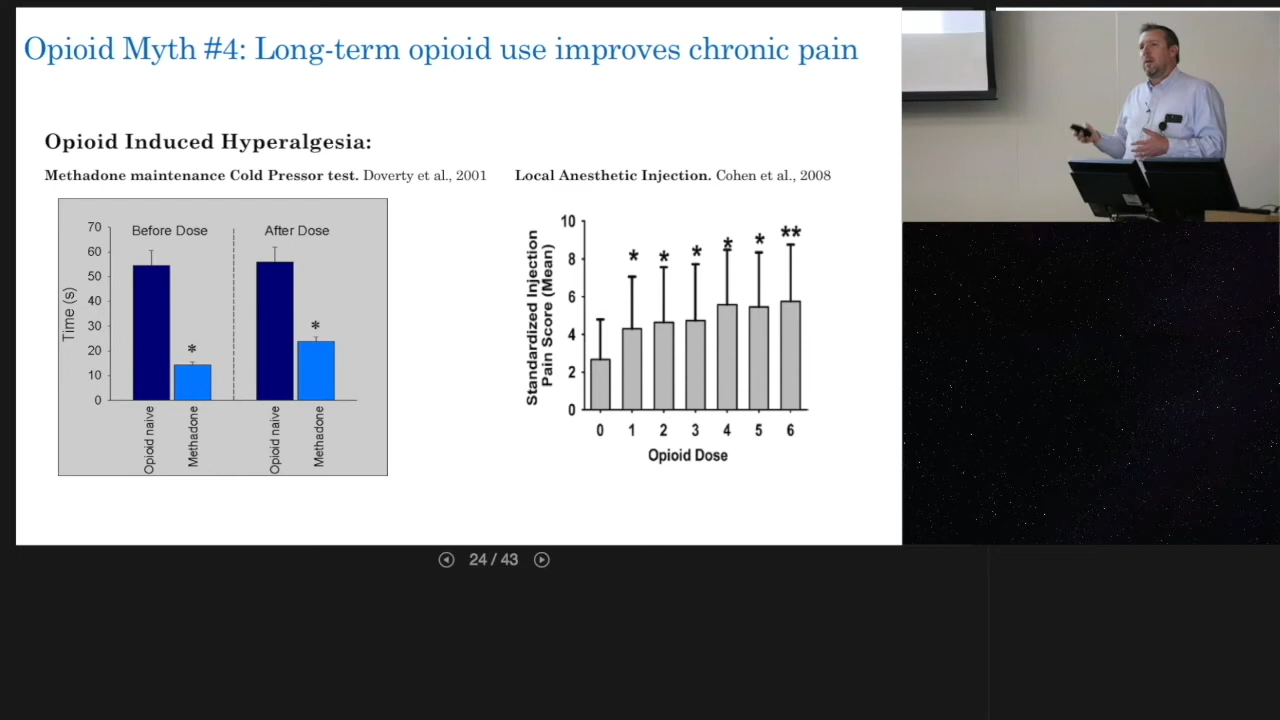 Opioid Myth #4: Long-term opioid use improves chronic pain
Opioid Induced Hyperalgesia:
Methadone maintenance Cold Pressor test. Doverty et al., 2001
Time (s)
70
60
50
40
30
20
10
0
Before Dose
After Dose
*
*
Opioid naive
Methadone
Opioid naive
Methadone
Local Anesthetic Injection. Cohen et al., 2008
Standardized Injection
Pain Score (Mean)
10
8
6
4
2
0
* * * * * **
0 1 2 3 4 5 6
Opioid Dose
24 / 43